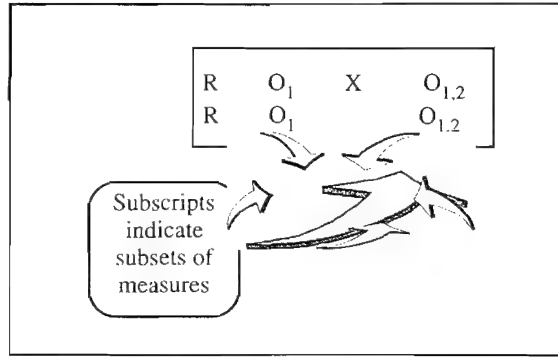 R O₁ X O₁,₂
R O₁ O₁.₂
Subscripts
indicate
subsets of
measures